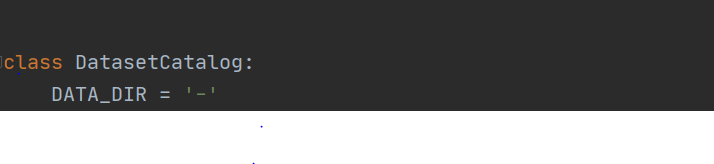 class DatasetCatalog:
    DATA_DIR = '-'